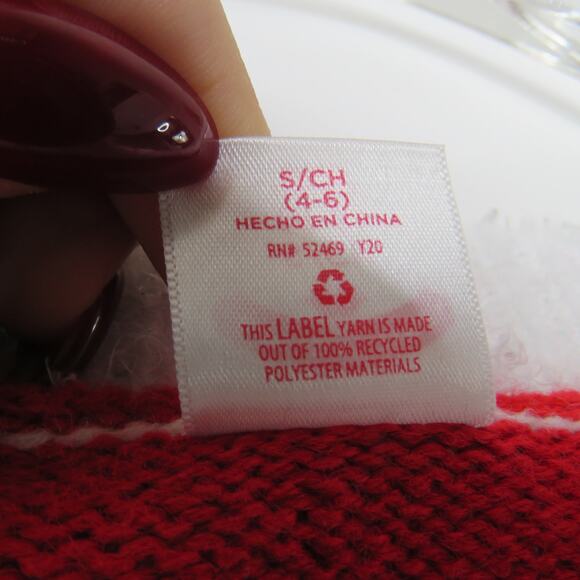 S/CH
(4-6)
HECHO EN CHINA
RN# 52469 Y20
THIS LABEL YARN IS MADE
OUT OF 100% RECYCLED
POLYESTER MATERIALS